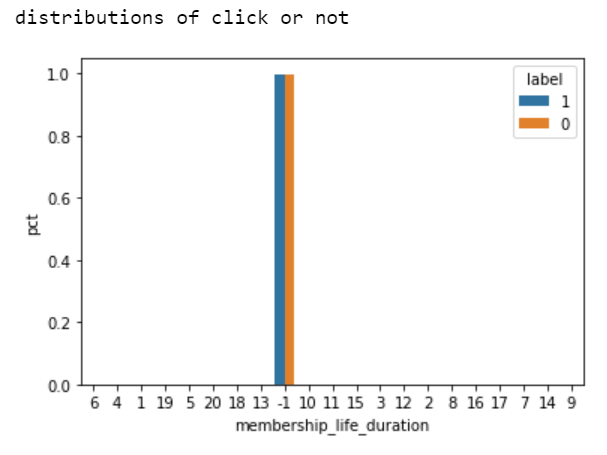 distributions of click or not
label
1
0
1.0
0.8
0.6
0.4
0.2
0.0
pct
6 4 1 19 5 20 18 13 -1 10 11 15 3 12 2 8 16 17 7 14 9
membership_life_duration